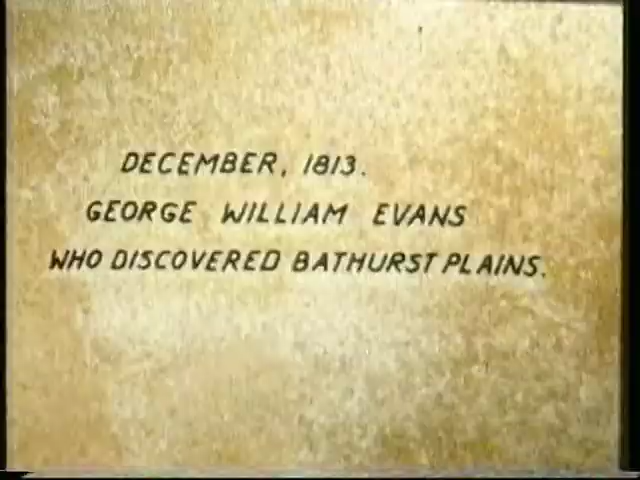 DECEMBER, 1813.
GEORGE WILLIAM EVANS
WHO DISCOVERED BATHURST PLAINS.